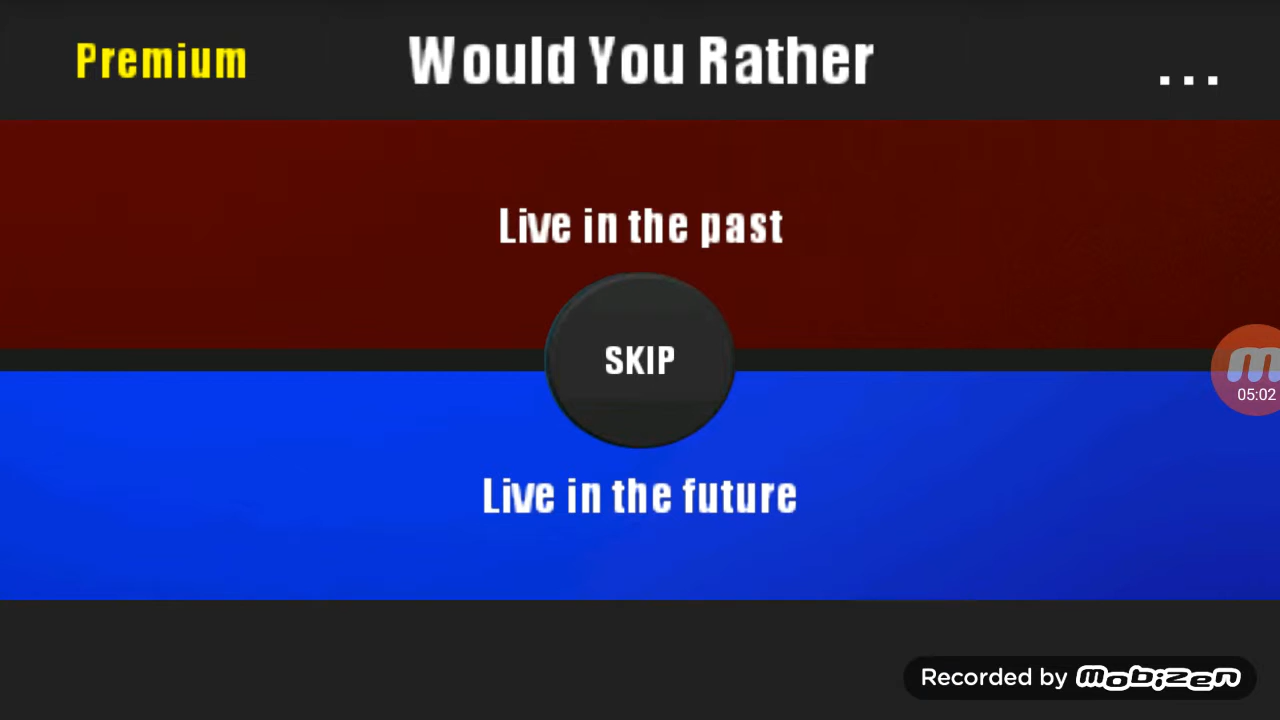 Premium
Would You Rather
...
Live in the past
SKIP
05:02
Live in the future
Recorded by mobizen